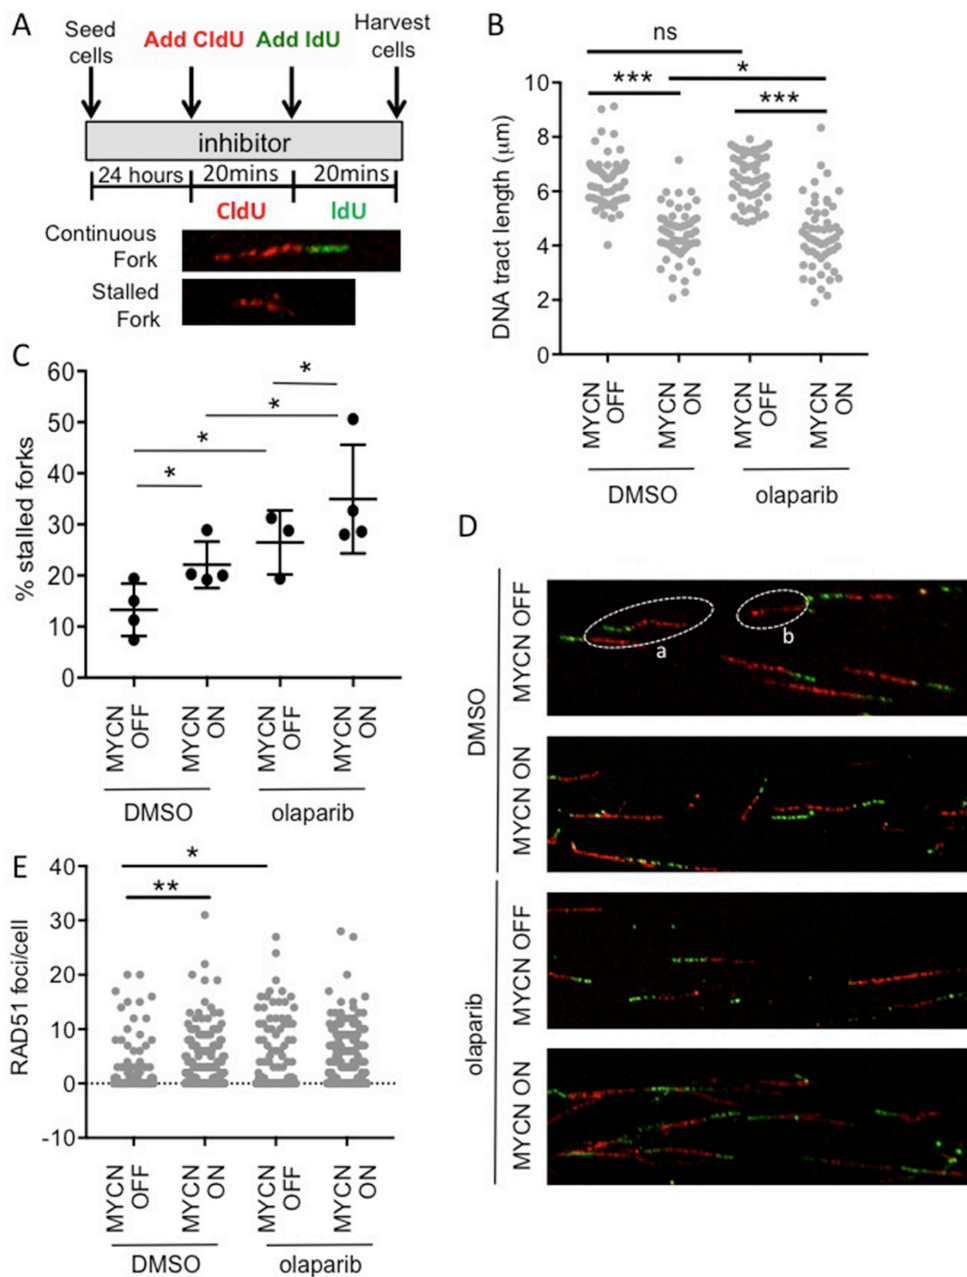 A
Seed cells
Add CldU
Add IdU
Harvest cells
inhibitor
24 hours
20mins
20mins
CldU
IdU
Continuous Fork
Stalled Fork
B
ns
***
*
***
DNA tract length (µm)
10
8
6
4
2
0
MYCN OFF
MYCN ON
MYCN OFF
MYCN ON
DMSO
olaparib
C
% stalled forks
60
50
40
30
20
10
0
*
*
*
*
MYCN OFF
MYCN ON
MYCN OFF
MYCN ON
DMSO
olaparib
D
DMSO
MYCN OFF
a
b
MYCN ON
olaparib
MYCN OFF
MYCN ON
E
RAD51 foci/cell
40
30
20
10
0
-10
*
**
MYCN OFF
MYCN ON
MYCN OFF
MYCN ON
DMSO
olaparib